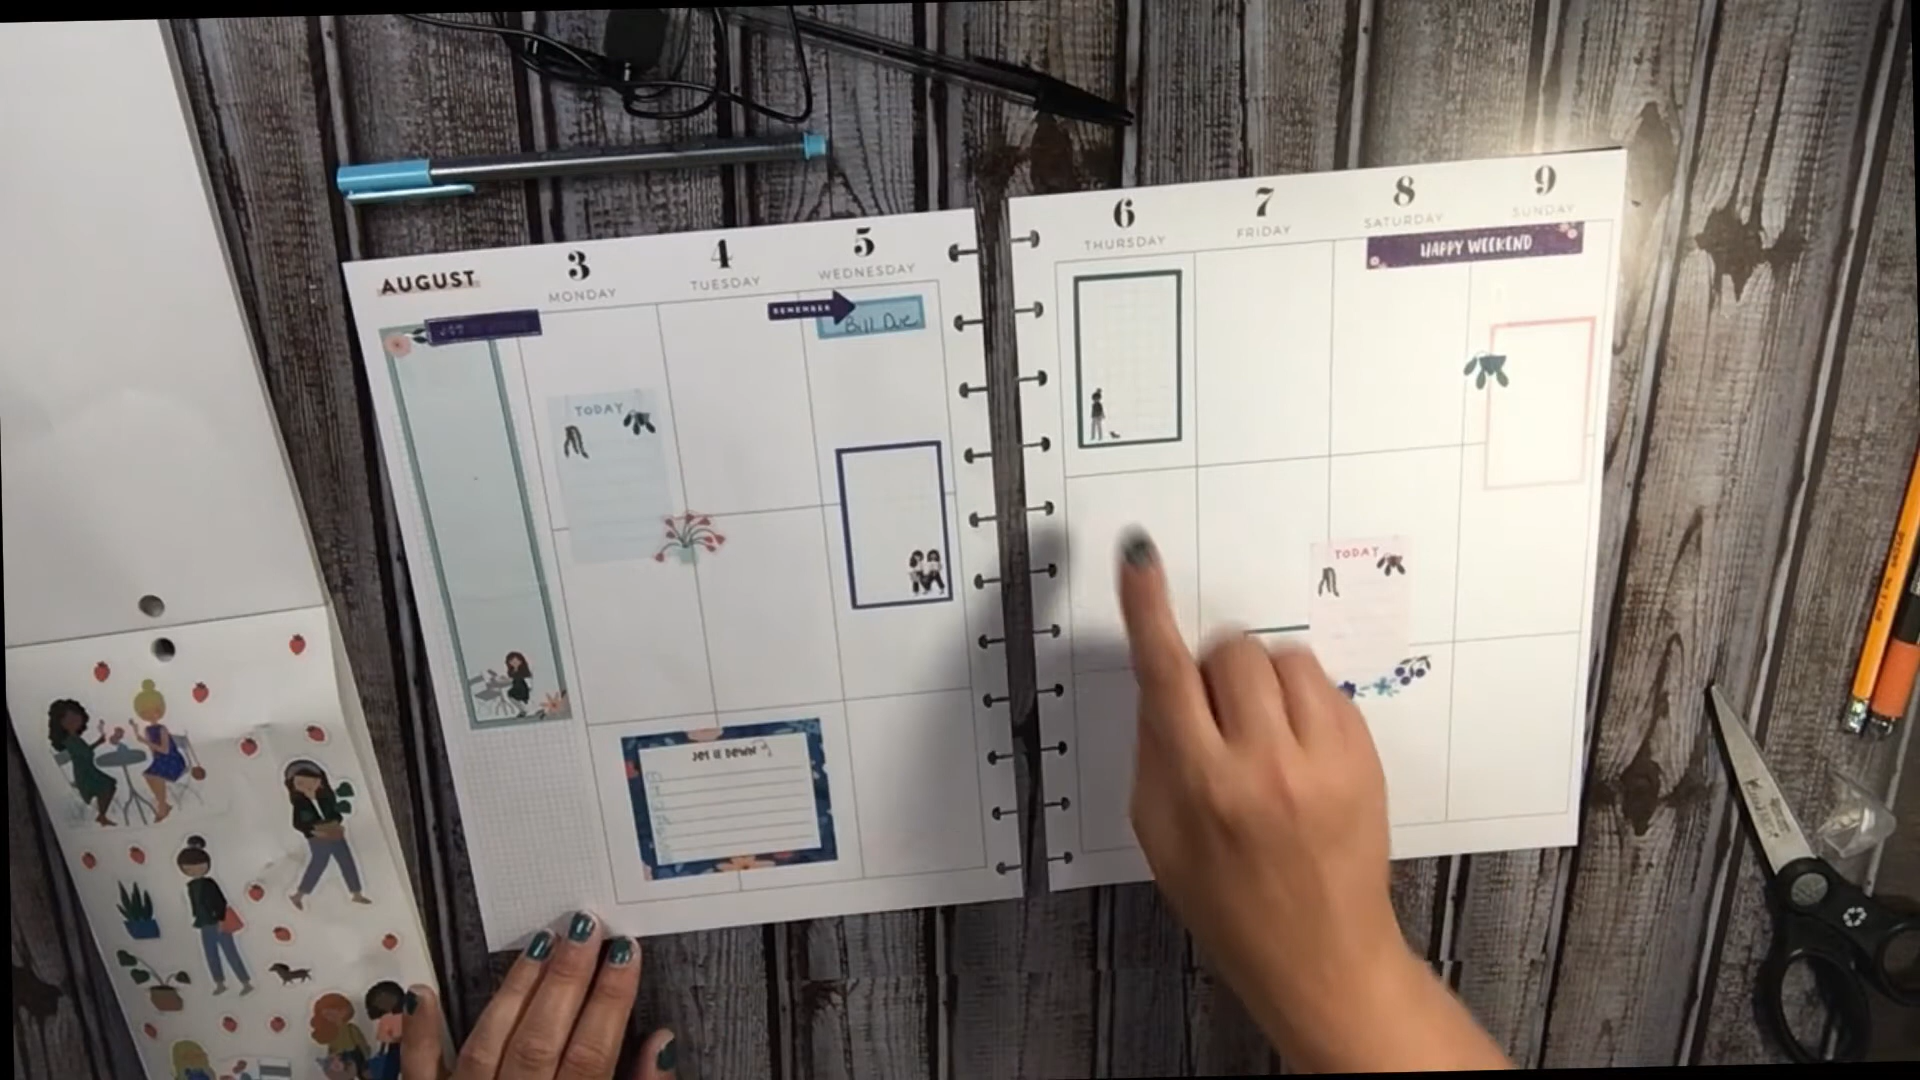 AUGUST
3
MONDAY
4
TUESDAY
5
WEDNESDAY
6
THURSDAY
7
FRIDAY
8
SATURDAY
9
SUNDAY
HAPPY WEEKEND
REMEMBER
Bill Due
TODAY
TODAY
Jot it Down